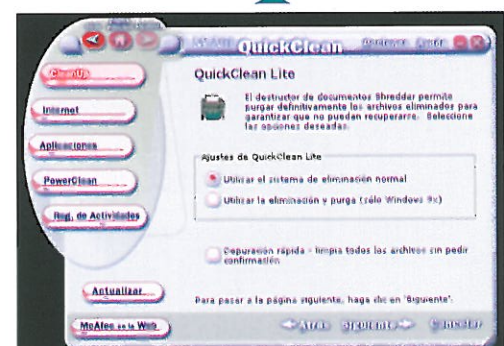 QuickClean
CleanUp
Internet
Aplicaciones
PowerClean
Reg. de Actividades
Actualizar
McAfee en la Web
QuickClean Lite
El destructor de documentos Shredder permite
purgar definitivamente los archivos eliminados para
garantizar que no puedan recuperarse. Seleccione
las opciones deseadas.
Ajustes de QuickClean Lite
Utilizar el sistema de eliminación normal
Utilizar la eliminación y purga (sólo Windows 9x)
Depuración rápida - limpia todos los archivos sin pedir
confirmación
Para pasar a la página siguiente, haga clic en 'Siguiente'.
Atrás Siguiente Cancelar